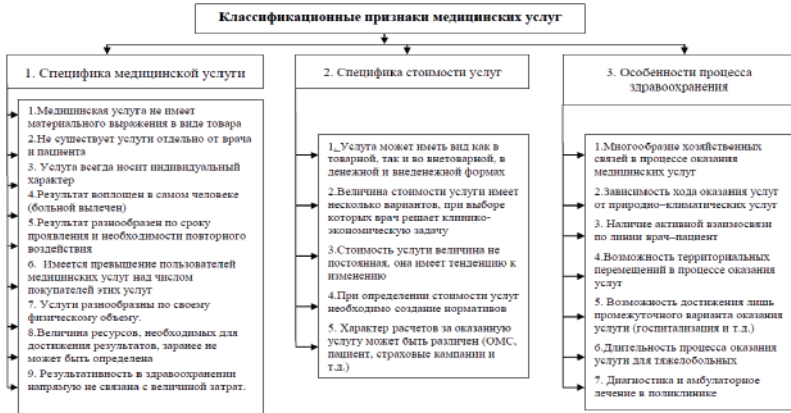 Классификационные признаки медицинских услуг
1. Специфика медицинской услуги
1.Медицинская услуга не имеет
материального выражения в виде товара
2.Не существует услуги отдельно от врача
и пациента
3. Услуга всегда носит индивидуальный
характер
4.Результат воплощен в самом человеке
(больной вылечен)
5.Результат разнообразен по сроку
проявления и необходимости повторного
воздействия
6. Имеется превышение пользователей
медицинских услуг над числом
покупателей этих услуг
7. Услуги разнообразны по своему
физическому объему.
8.Величина ресурсов, необходимых для
достижения результатов, заранее не
может быть определена
9. Результативность в здравоохранении
напрямую не связана с величиной затрат.
2. Специфика стоимости услуг
1. Услуга может иметь вид как в
товарной, так и во внетоварной, в
денежной и внеденежной формах
2.Величина стоимости услуги имеет
несколько вариантов, при выборе
которых врач решает клинико-
экономическую задачу
3.Стоимость услуги величина не
постоянная, она имеет тенденцию к
изменению
4.При определении стоимости услуг
необходимо создание нормативов
5. Характер расчетов за оказанную
услугу может быть различен (ОМС,
пациент, страховые кампании и
т.д.)
3. Особенности процесса
здравоохранения
1.Многообразие хозяйственных
связей в процессе оказания
медицинских услуг
2.Зависимость хода оказания услуг
от природно–климатических услуг
3. Наличие активной взаимосвязи
по линии врач–пациент
4.Возможность территориальных
перемещений в процессе оказания
услуг
5. Возможность достижения лишь
промежуточного варианта оказания
услуги (госпитализация и т.д.)
6.Длительность процесса оказания
услуги для тяжелобольных
7. Диагностика и амбулаторное
лечение в поликлинике